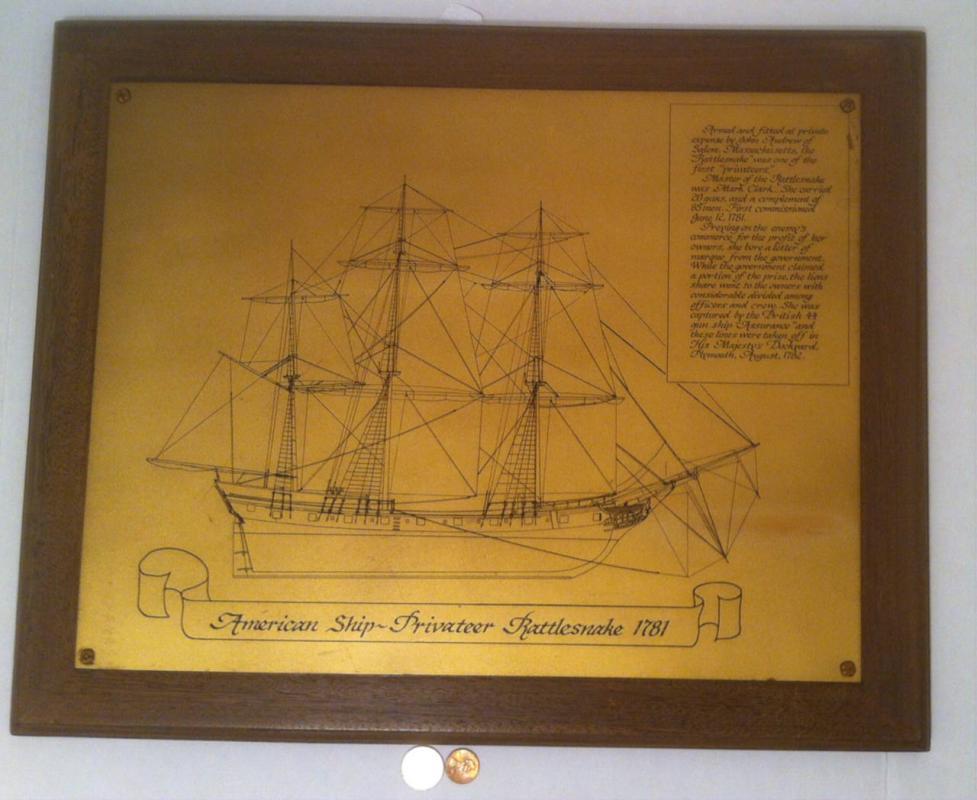 Armed and fitted at private
expense by John Andrew of
Salem, Massachusetts, the
"Rattlesnake" was one of the
first "privateers."
Master of the Rattlesnake
was Mark Clark. She carried
20 guns, and a complement of
85 men. First commissioned
June 12, 1781.
Preying on the enemy's
commerce for the profit of her
owners, she bore a letter of
marque from the government.
While the government claimed
a portion of the prize, the lions
share went to the owners with
considerable divided among
officers and crew. She was
captured by the British 44
gun ship "Assurance" and
these lines were taken off in
His Majesty's Dockyard,
Plymouth, August, 1782.
American Ship~Privateer Rattlesnake 1781